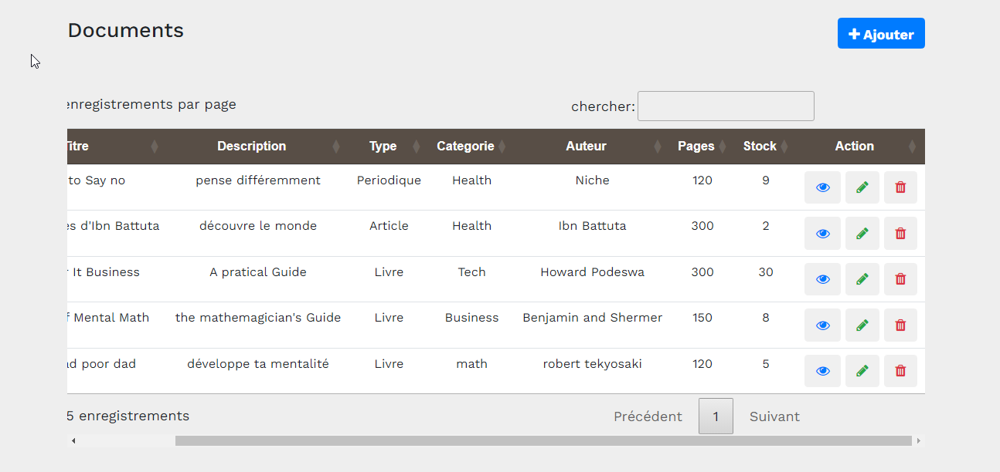 Documents
Ajouter
enregistrements par page
chercher:
Titre Description Type Categorie Auteur Pages Stock Action
to Say no pense différemment Periodique Health Niche 120 9
es d'Ibn Battuta découvre le monde Article Health Ibn Battuta 300 2
It Business A pratical Guide Livre Tech Howard Podeswa 300 30
f Mental Math the mathemagician's Guide Livre Business Benjamin and Shermer 150 8
ad poor dad développe ta mentalité Livre math robert tekyosaki 120 5
5 enregistrements Précédent 1 Suivant